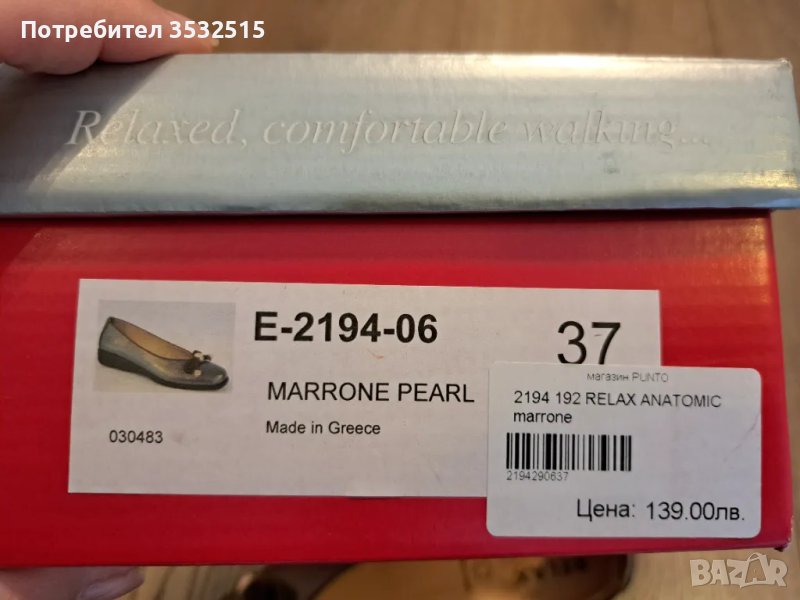 Потребител 3532515
Relaxed, comfortable walking...
E-2194-06
37
MARRONE PEARL
Made in Greece
030483
магазин PUNTO
2194 192 RELAX ANATOMIC
marrone
2194290637
Цена: 139.00лв.
BAZAR